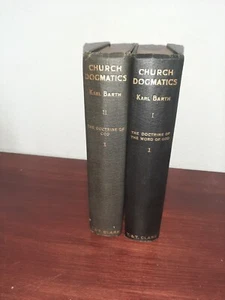 CHURCH
DOGMATICS
KARL BARTH
II
THE DOCTRINE OF
GOD
1
T. & T. CLARK
CHURCH
DOGMATICS
KARL BARTH
I
THE DOCTRINE OF
THE WORD OF GOD
1
T. & T. CLARK